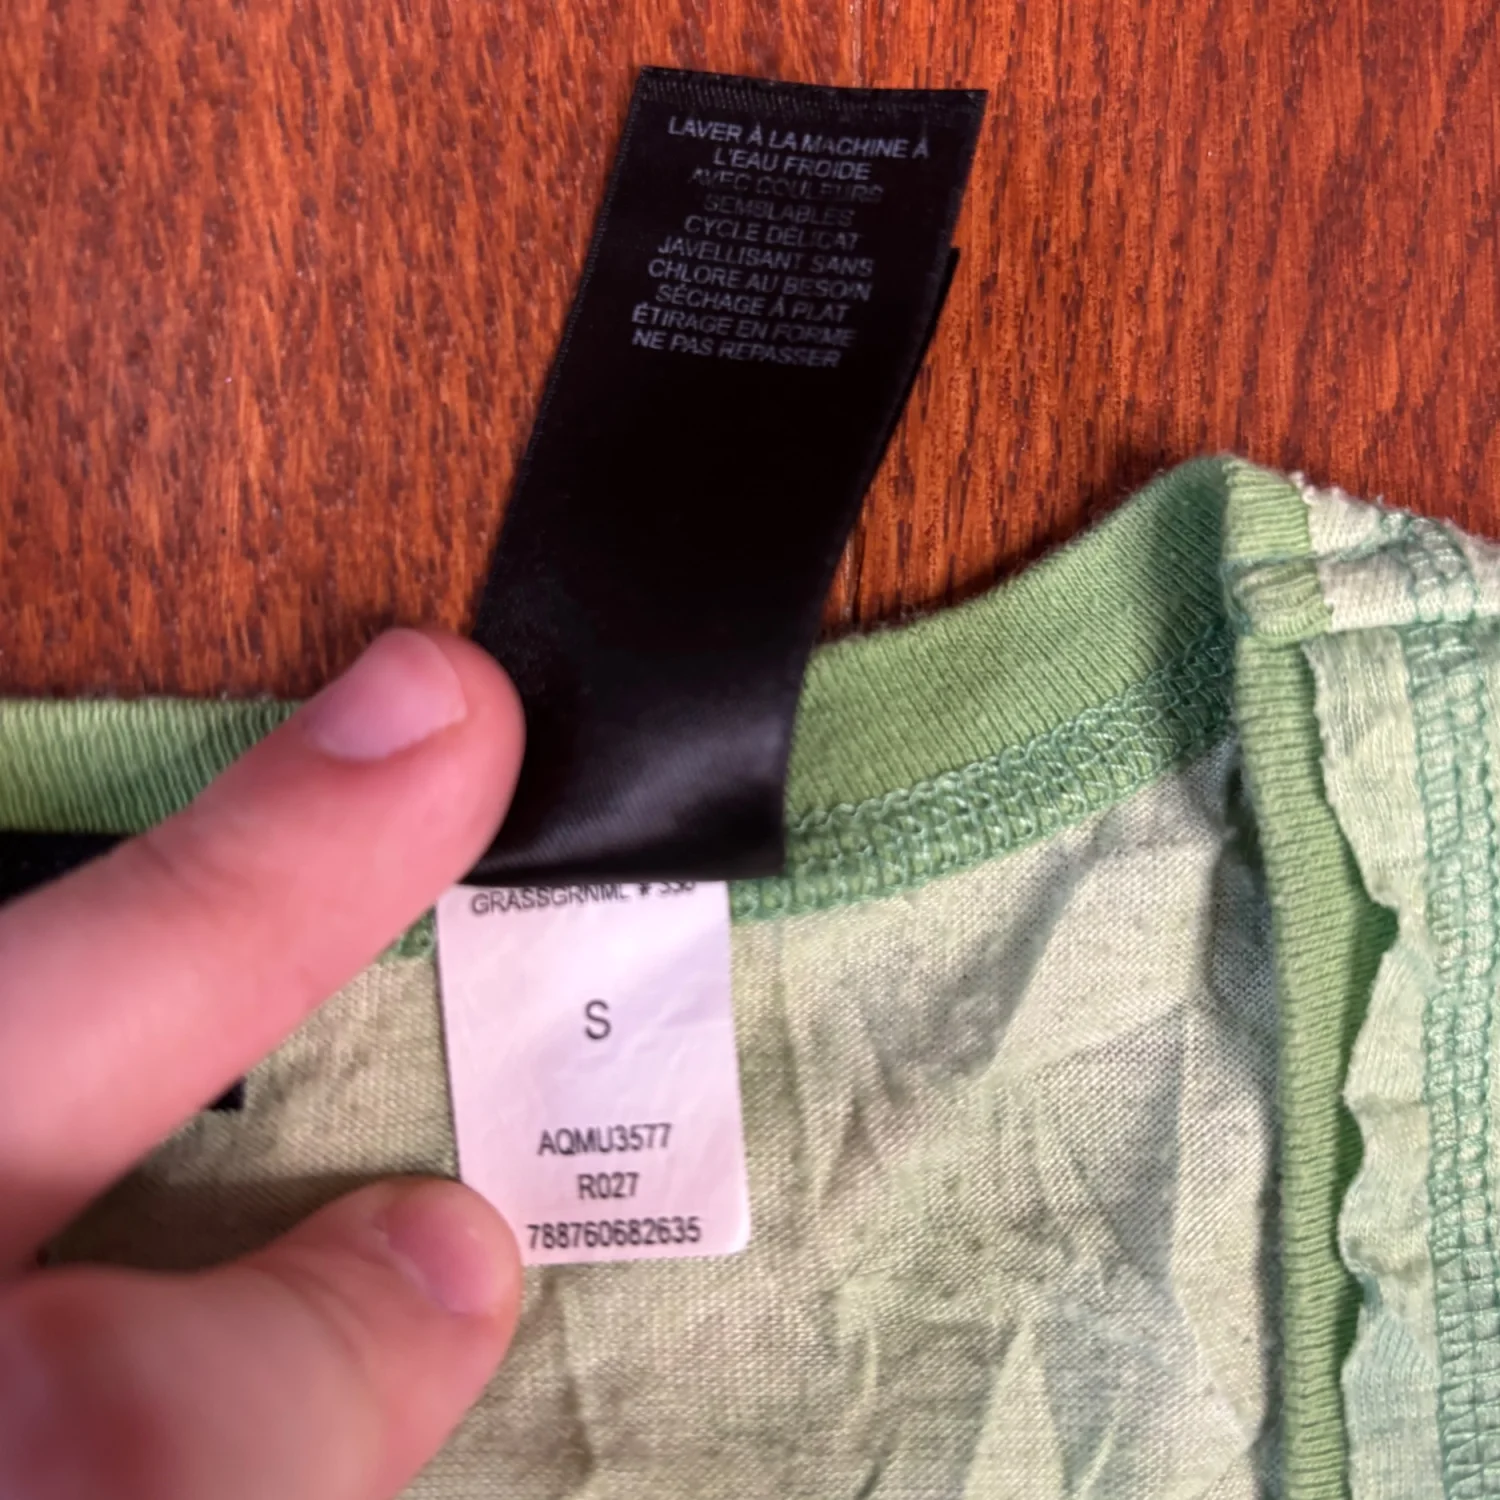 LAVER À LA MACHINE À
L'EAU FROIDE
AVEC COULEURS
SEMBLABLES
CYCLE DÉLICAT
JAVELLISANT SANS
CHLORE AU BESOIN
SÉCHAGE À PLAT
ÉTIRAGE EN FORME
NE PAS REPASSER
GRASSGRNML #
S
AQMU3577
R027
788760682635